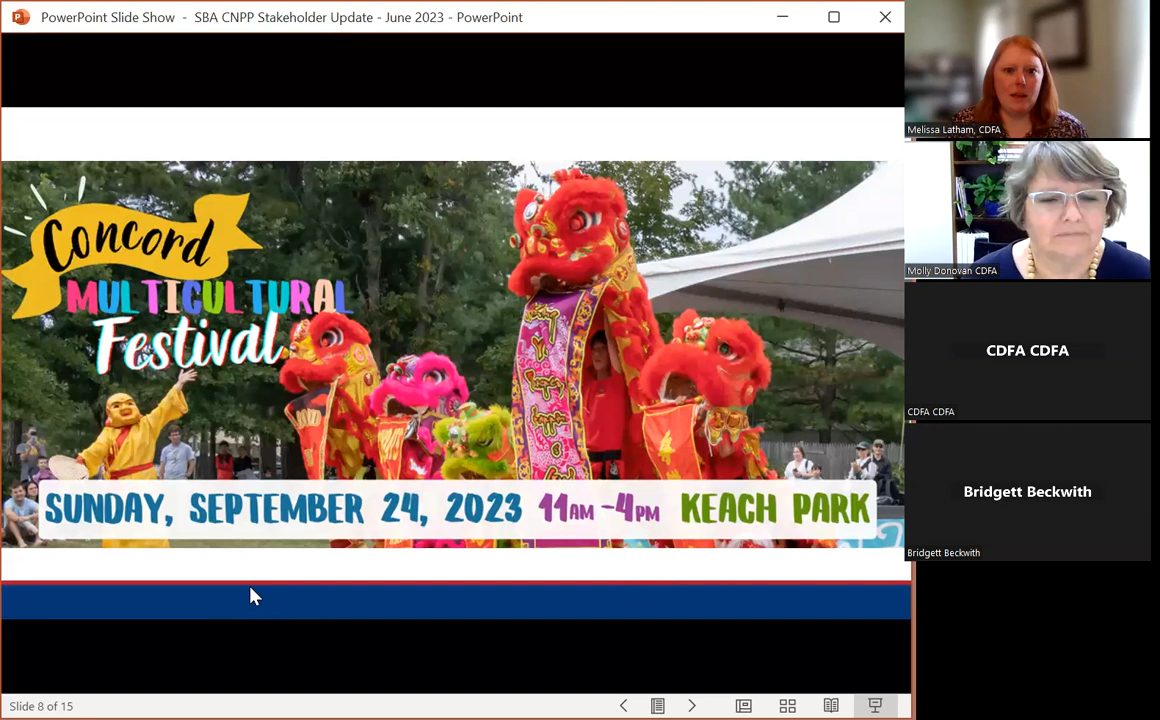 PowerPoint Slide Show - SBA CNPP Stakeholder Update - June 2023 - PowerPoint
Concord
MULTICULTURAL
Festival
SUNDAY, SEPTEMBER 24, 2023 11AM-4PM KEACH PARK
Slide 8 of 15
Melissa Latham, CDFA
Molly Donovan CDFA
CDFA CDFA
CDFA CDFA
Bridgett Beckwith
Bridgett Beckwith